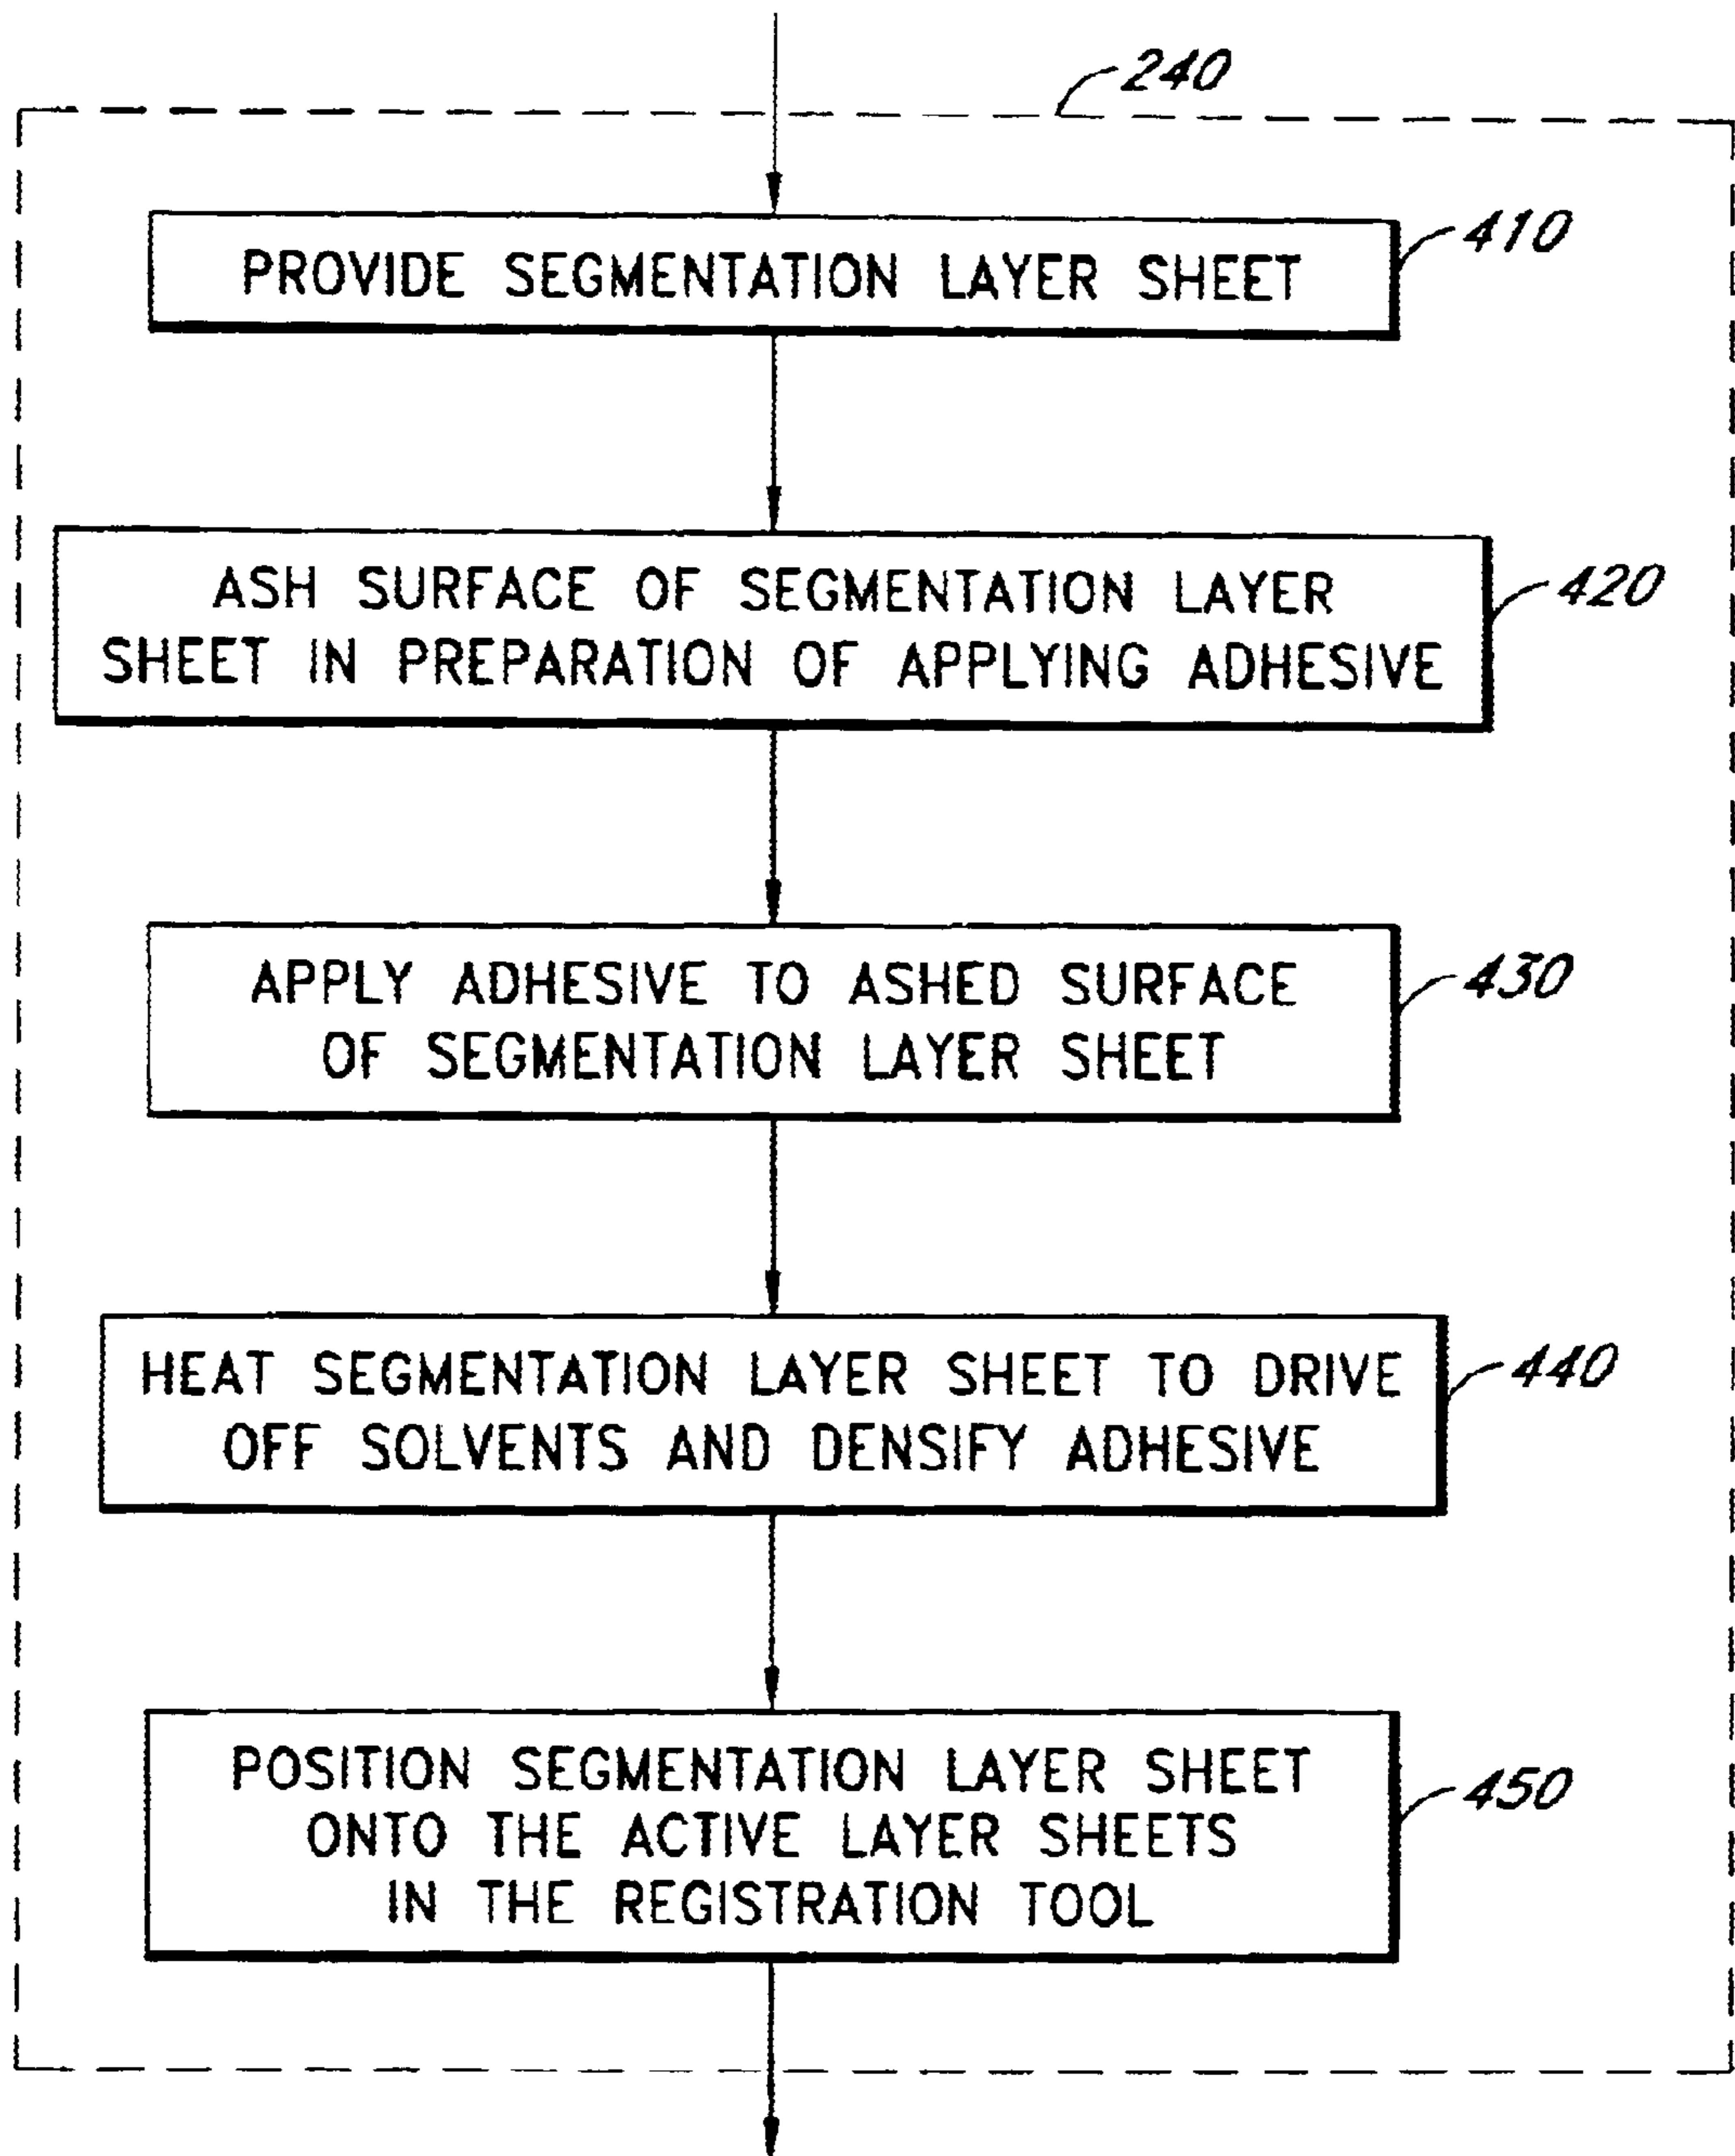 240
PROVIDE SEGMENTATION LAYER SHEET
410
ASH SURFACE OF SEGMENTATION LAYER
SHEET IN PREPARATION OF APPLYING ADHESIVE
420
APPLY ADHESIVE TO ASHED SURFACE
OF SEGMENTATION LAYER SHEET
430
HEAT SEGMENTATION LAYER SHEET TO DRIVE
OFF SOLVENTS AND DENSIFY ADHESIVE
440
POSITION SEGMENTATION LAYER SHEET
ONTO THE ACTIVE LAYER SHEETS
IN THE REGISTRATION TOOL
450